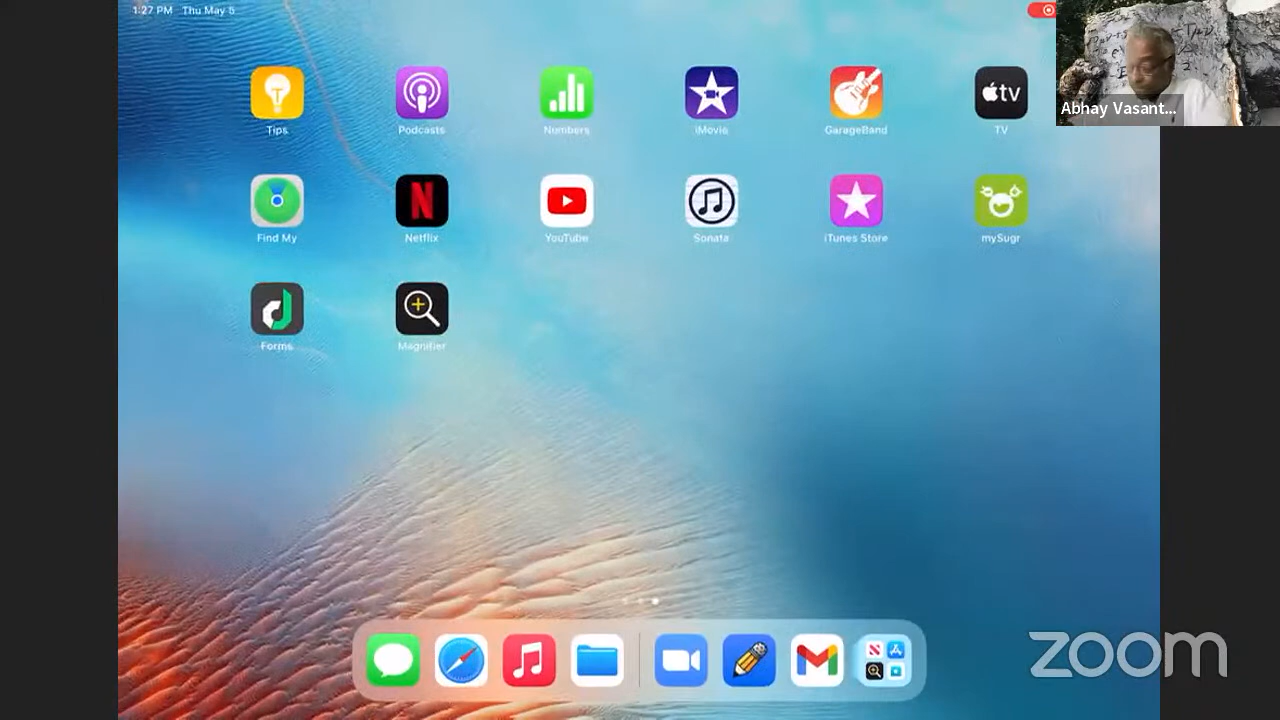 1:27 PM Thu May 5
Tips Podcasts Numbers iMovie GarageBand TV
tv
Abhay Vasant...
Find My Netflix YouTube Sonata iTunes Store mySugr
N
Forms Magnifier
zoom